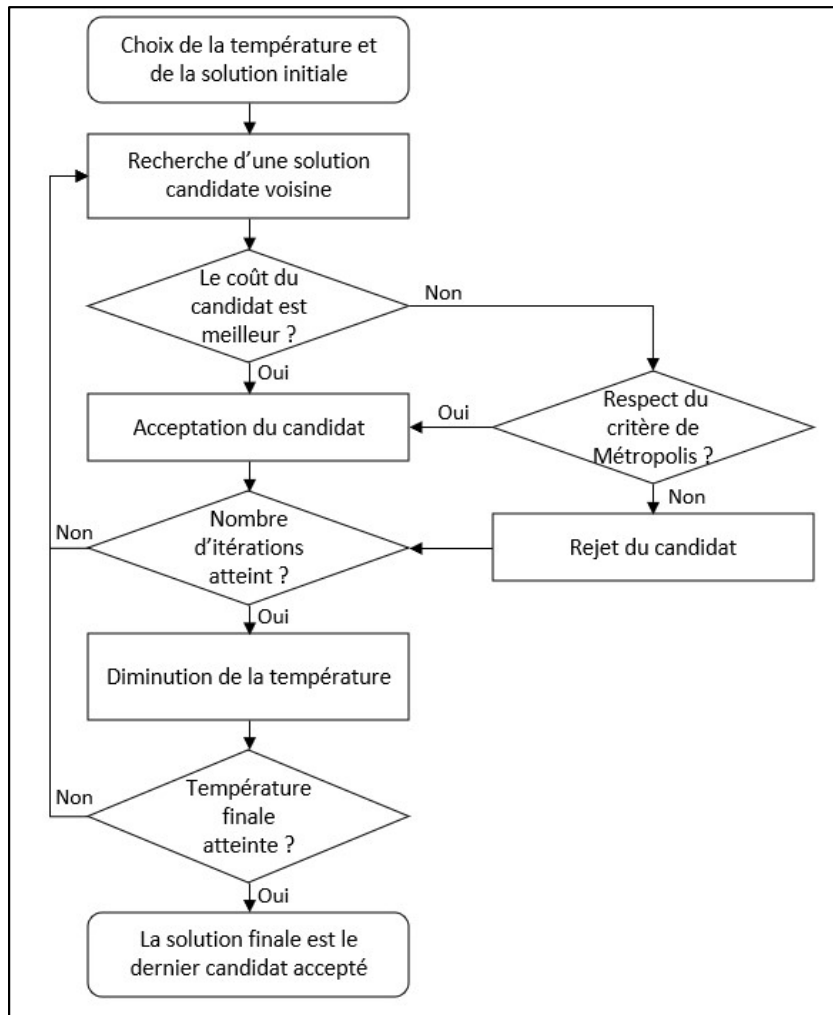 Choix de la température et
de la solution initiale
Recherche d'une solution
candidate voisine
Le coût du
candidat est
meilleur ?
Non
Oui
Acceptation du candidat
Oui
Respect du
critère de
Métropolis ?
Non
Rejet du candidat
Non
Nombre
d'itérations
atteint ?
Oui
Diminution de la température
Non
Température
finale
atteinte ?
Oui
La solution finale est le
dernier candidat accepté